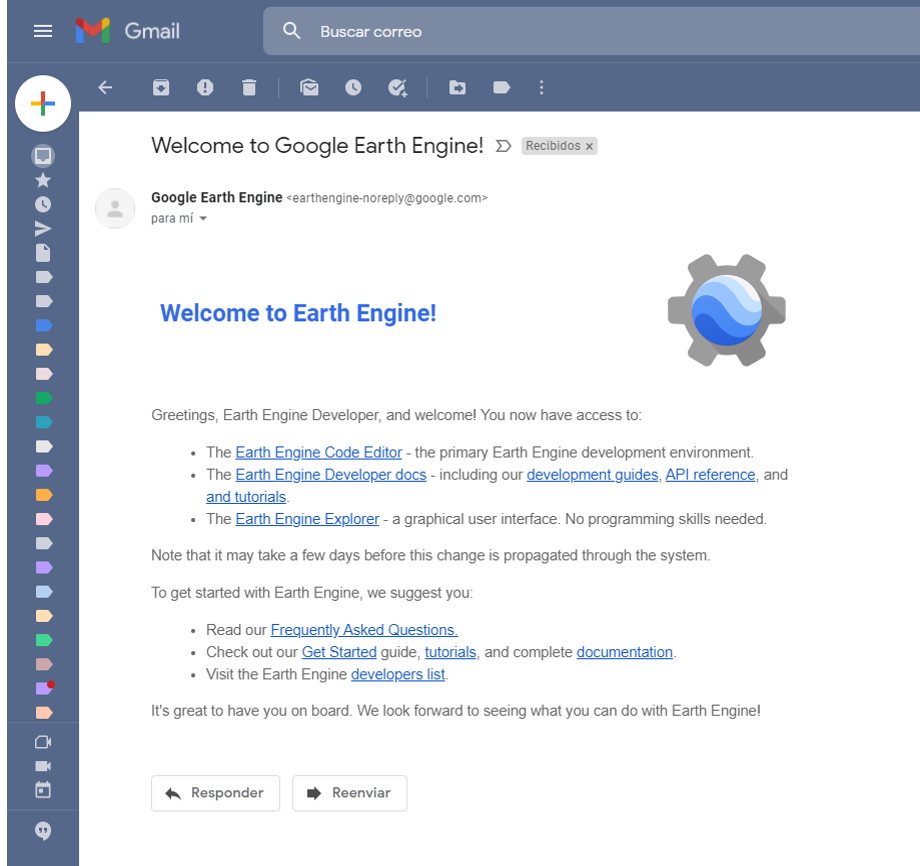 Gmail
Buscar correo
Welcome to Google Earth Engine!
Recibidos x
Google Earth Engine <earthengine-noreply@google.com>
para mí
Welcome to Earth Engine!
Greetings, Earth Engine Developer, and welcome! You now have access to:
• The Earth Engine Code Editor - the primary Earth Engine development environment.
• The Earth Engine Developer docs - including our development guides, API reference, and
and tutorials.
• The Earth Engine Explorer - a graphical user interface. No programming skills needed.
Note that it may take a few days before this change is propagated through the system.
To get started with Earth Engine, we suggest you:
• Read our Frequently Asked Questions.
• Check out our Get Started guide, tutorials, and complete documentation.
• Visit the Earth Engine developers list.
It's great to have you on board. We look forward to seeing what you can do with Earth Engine!
Responder
Reenviar